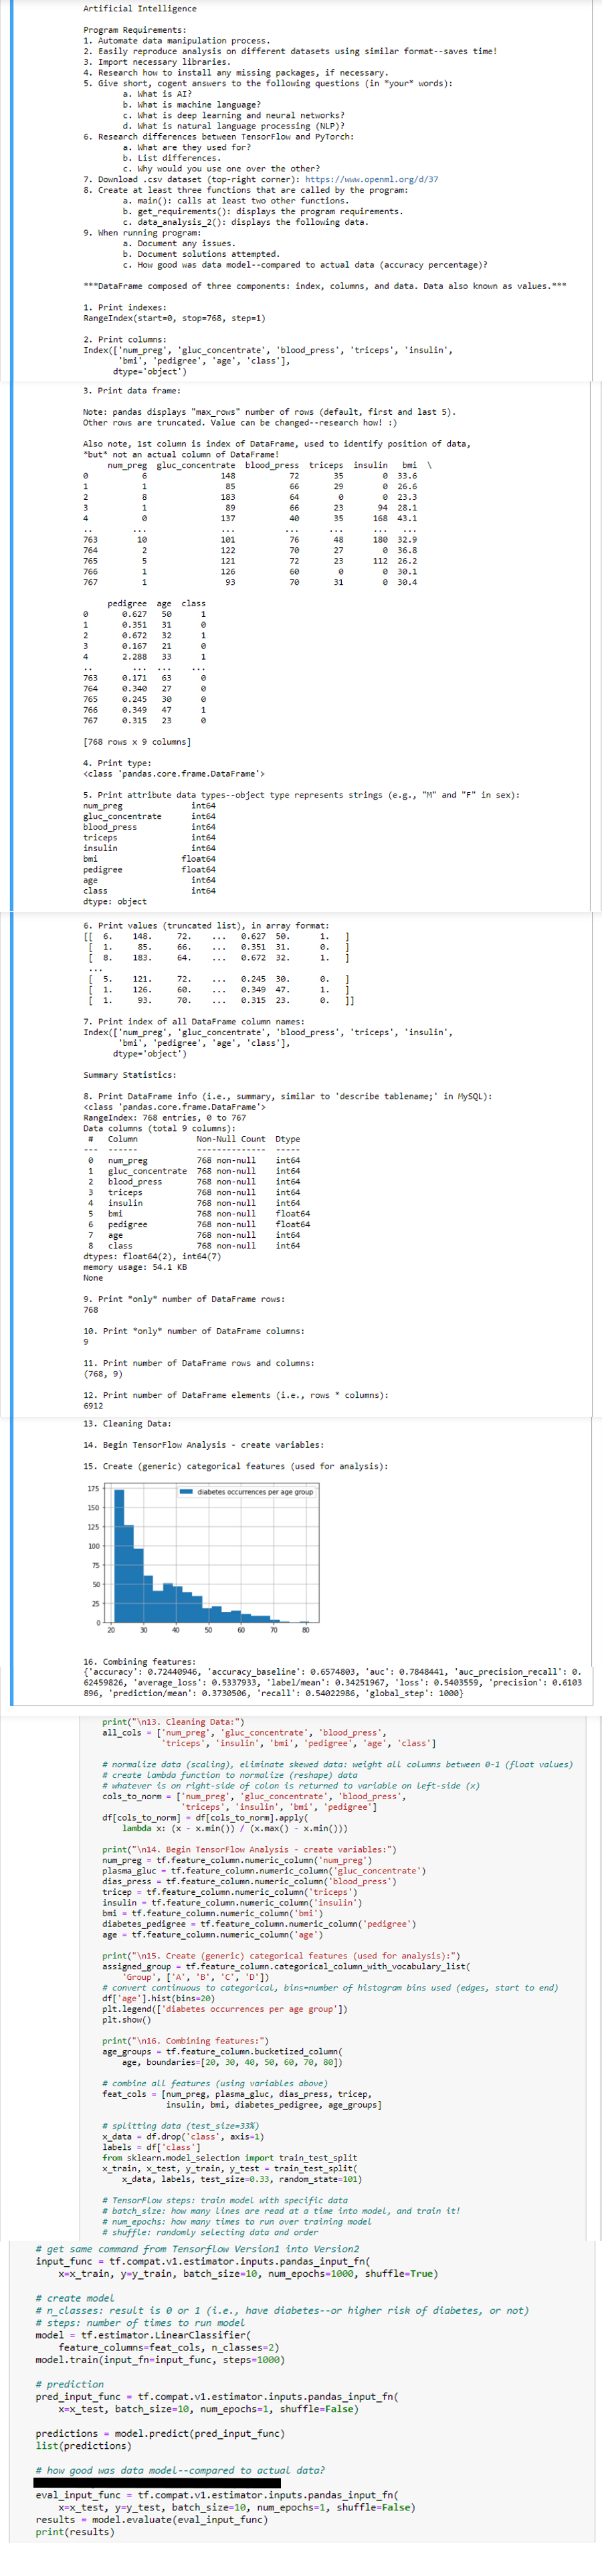 Artificial Intelligence
Program Requirements:
1. Automate data manipulation process.
2. Easily reproduce analysis on different datasets using similar format--saves time!
3. Import necessary libraries.
4. Research how to install any missing packages, if necessary.
5. Give short, cogent answers to the following questions (in *your* words):
a. What is AI?
b. What is machine language?
c. What is deep learning and neural networks?
d. What is natural language processing (NLP)?
6. Research differences between TensorFlow and PyTorch:
a. What are they used for?
b. List differences.
c. Why would you use one over the other?
7. Download .csv dataset (top-right corner): https://www.openml.org/d/37
8. Create at least three functions that are called by the program:
a. main(): calls at least two other functions.
b. get_requirements(): displays the program requirements.
c. data_analysis_2(): displays the following data.
9. When running program:
a. Document any issues.
b. Document solutions attempted.
c. How good was data model--compared to actual data (accuracy percentage)?
***DataFrame composed of three components: index, columns, and data. Data also known as values.***
1. Print indexes:
RangeIndex(start=0, stop=768, step=1)
2. Print columns:
Index(['num_preg', 'gluc_concentrate', 'blood_press', 'triceps', 'insulin',
'bmi', 'pedigree', 'age', 'class'],
dtype='object')
3. Print data frame:
Note: pandas displays "max_rows" number of rows (default, first and last 5).
Other rows are truncated. Value can be changed--research how! :)
Also note, 1st column is index of DataFrame, used to identify position of data,
*but* not an actual column of DataFrame!
num_preg gluc_concentrate blood_press triceps insulin bmi \
0 6 148 72 35 0 33.6
1 1 85 66 29 0 26.6
2 8 183 64 0 0 23.3
3 1 89 66 23 94 28.1
4 0 137 40 35 168 43.1
.. ... ... ... ... ... ...
763 10 101 76 48 180 32.9
764 2 122 70 27 0 36.8
765 5 121 72 23 112 26.2
766 1 126 60 0 0 30.1
767 1 93 70 31 0 30.4
pedigree age class
0 0.627 50 1
1 0.351 31 0
2 0.672 32 1
3 0.167 21 0
4 2.288 33 1
.. ... ... ...
763 0.171 63 0
764 0.340 27 0
765 0.245 30 0
766 0.349 47 1
767 0.315 23 0
[768 rows x 9 columns]
4. Print type:
<class 'pandas.core.frame.DataFrame'>
5. Print attribute data types--object type represents strings (e.g., "M" and "F" in sex):
num_preg int64
gluc_concentrate int64
blood_press int64
triceps int64
insulin int64
bmi float64
pedigree float64
age int64
class int64
dtype: object
6. Print values (truncated list), in array format:
[[ 6. 148. 72. ... 0.627 50. 1. ]
[ 1. 85. 66. ... 0.351 31. 0. ]
[ 8. 183. 64. ... 0.672 32. 1. ]
...
[ 5. 121. 72. ... 0.245 30. 0. ]
[ 1. 126. 60. ... 0.349 47. 1. ]
[ 1. 93. 70. ... 0.315 23. 0. ]]
7. Print index of all DataFrame column names:
Index(['num_preg', 'gluc_concentrate', 'blood_press', 'triceps', 'insulin',
'bmi', 'pedigree', 'age', 'class'],
dtype='object')
Summary Statistics:
8. Print DataFrame info (i.e., summary, similar to 'describe tablename;' in MySQL):
<class 'pandas.core.frame.DataFrame'>
RangeIndex: 768 entries, 0 to 767
Data columns (total 9 columns):
# Column Non-Null Count Dtype
--- ------ -------------- -----
0 num_preg 768 non-null int64
1 gluc_concentrate 768 non-null int64
2 blood_press 768 non-null int64
3 triceps 768 non-null int64
4 insulin 768 non-null int64
5 bmi 768 non-null float64
6 pedigree 768 non-null float64
7 age 768 non-null int64
8 class 768 non-null int64
dtypes: float64(2), int64(7)
memory usage: 54.1 KB
None
9. Print *only* number of DataFrame rows:
768
10. Print *only* number of DataFrame columns:
9
11. Print number of DataFrame rows and columns:
(768, 9)
12. Print number of DataFrame elements (i.e., rows * columns):
6912
13. Cleaning Data:
14. Begin TensorFlow Analysis - create variables:
15. Create (generic) categorical features (used for analysis):
diabetes occurrences per age group
175
150
125
100
75
50
25
0
20 30 40 50 60 70 80
16. Combining features:
{'accuracy': 0.72440946, 'accuracy_baseline': 0.6574803, 'auc': 0.7848441, 'auc_precision_recall': 0.
62459826, 'average_loss': 0.5337933, 'label/mean': 0.34251967, 'loss': 0.5403559, 'precision': 0.6103
896, 'prediction/mean': 0.3730506, 'recall': 0.54022986, 'global_step': 1000}
print("\n13. Cleaning Data:")
all_cols = ['num_preg', 'gluc_concentrate', 'blood_press',
'triceps', 'insulin', 'bmi', 'pedigree', 'age', 'class']
# normalize data (scaling), eliminate skewed data: weight all columns between 0-1 (float values)
# create lambda function to normalize (reshape) data
# whatever is on right-side of colon is returned to variable on left-side (x)
cols_to_norm = ['num_preg', 'gluc_concentrate', 'blood_press',
'triceps', 'insulin', 'bmi', 'pedigree']
df[cols_to_norm] = df[cols_to_norm].apply(
lambda x: (x - x.min()) / (x.max() - x.min()))
print("\n14. Begin TensorFlow Analysis - create variables:")
num_preg = tf.feature_column.numeric_column('num_preg')
plasma_gluc = tf.feature_column.numeric_column('gluc_concentrate')
dias_press = tf.feature_column.numeric_column('blood_press')
tricep = tf.feature_column.numeric_column('triceps')
insulin = tf.feature_column.numeric_column('insulin')
bmi = tf.feature_column.numeric_column('bmi')
diabetes_pedigree = tf.feature_column.numeric_column('pedigree')
age = tf.feature_column.numeric_column('age')
print("\n15. Create (generic) categorical features (used for analysis):")
assigned_group = tf.feature_column.categorical_column_with_vocabulary_list(
'Group', ['A', 'B', 'C', 'D'])
# convert continuous to categorical, bins=number of histogram bins used (edges, start to end)
df['age'].hist(bins=20)
plt.legend(['diabetes occurrences per age group'])
plt.show()
print("\n16. Combining features:")
age_groups = tf.feature_column.bucketized_column(
age, boundaries=[20, 30, 40, 50, 60, 70, 80])
# combine all features (using variables above)
feat_cols = [num_preg, plasma_gluc, dias_press, tricep,
insulin, bmi, diabetes_pedigree, age_groups]
# splitting data (test_size=33%)
x_data = df.drop('class', axis=1)
labels = df['class']
from sklearn.model_selection import train_test_split
x_train, x_test, y_train, y_test = train_test_split(
x_data, labels, test_size=0.33, random_state=101)
# TensorFlow steps: train model with specific data
# batch_size: how many lines are read at a time into model, and train it!
# num_epochs: how many times to run over training model
# shuffle: randomly selecting data and order
# get same command from Tensorflow Version1 into Version2
input_func = tf.compat.v1.estimator.inputs.pandas_input_fn(
x=x_train, y=y_train, batch_size=10, num_epochs=1000, shuffle=True)
# create model
# n_classes: result is 0 or 1 (i.e., have diabetes--or higher risk of diabetes, or not)
# steps: number of times to run model
model = tf.estimator.LinearClassifier(
feature_columns=feat_cols, n_classes=2)
model.train(input_fn=input_func, steps=1000)
# prediction
pred_input_func = tf.compat.v1.estimator.inputs.pandas_input_fn(
x=x_test, batch_size=10, num_epochs=1, shuffle=False)
predictions = model.predict(pred_input_func)
list(predictions)
# how good was data model--compared to actual data?
eval_input_func = tf.compat.v1.estimator.inputs.pandas_input_fn(
x=x_test, y=y_test, batch_size=10, num_epochs=1, shuffle=False)
results = model.evaluate(eval_input_func)
print(results)